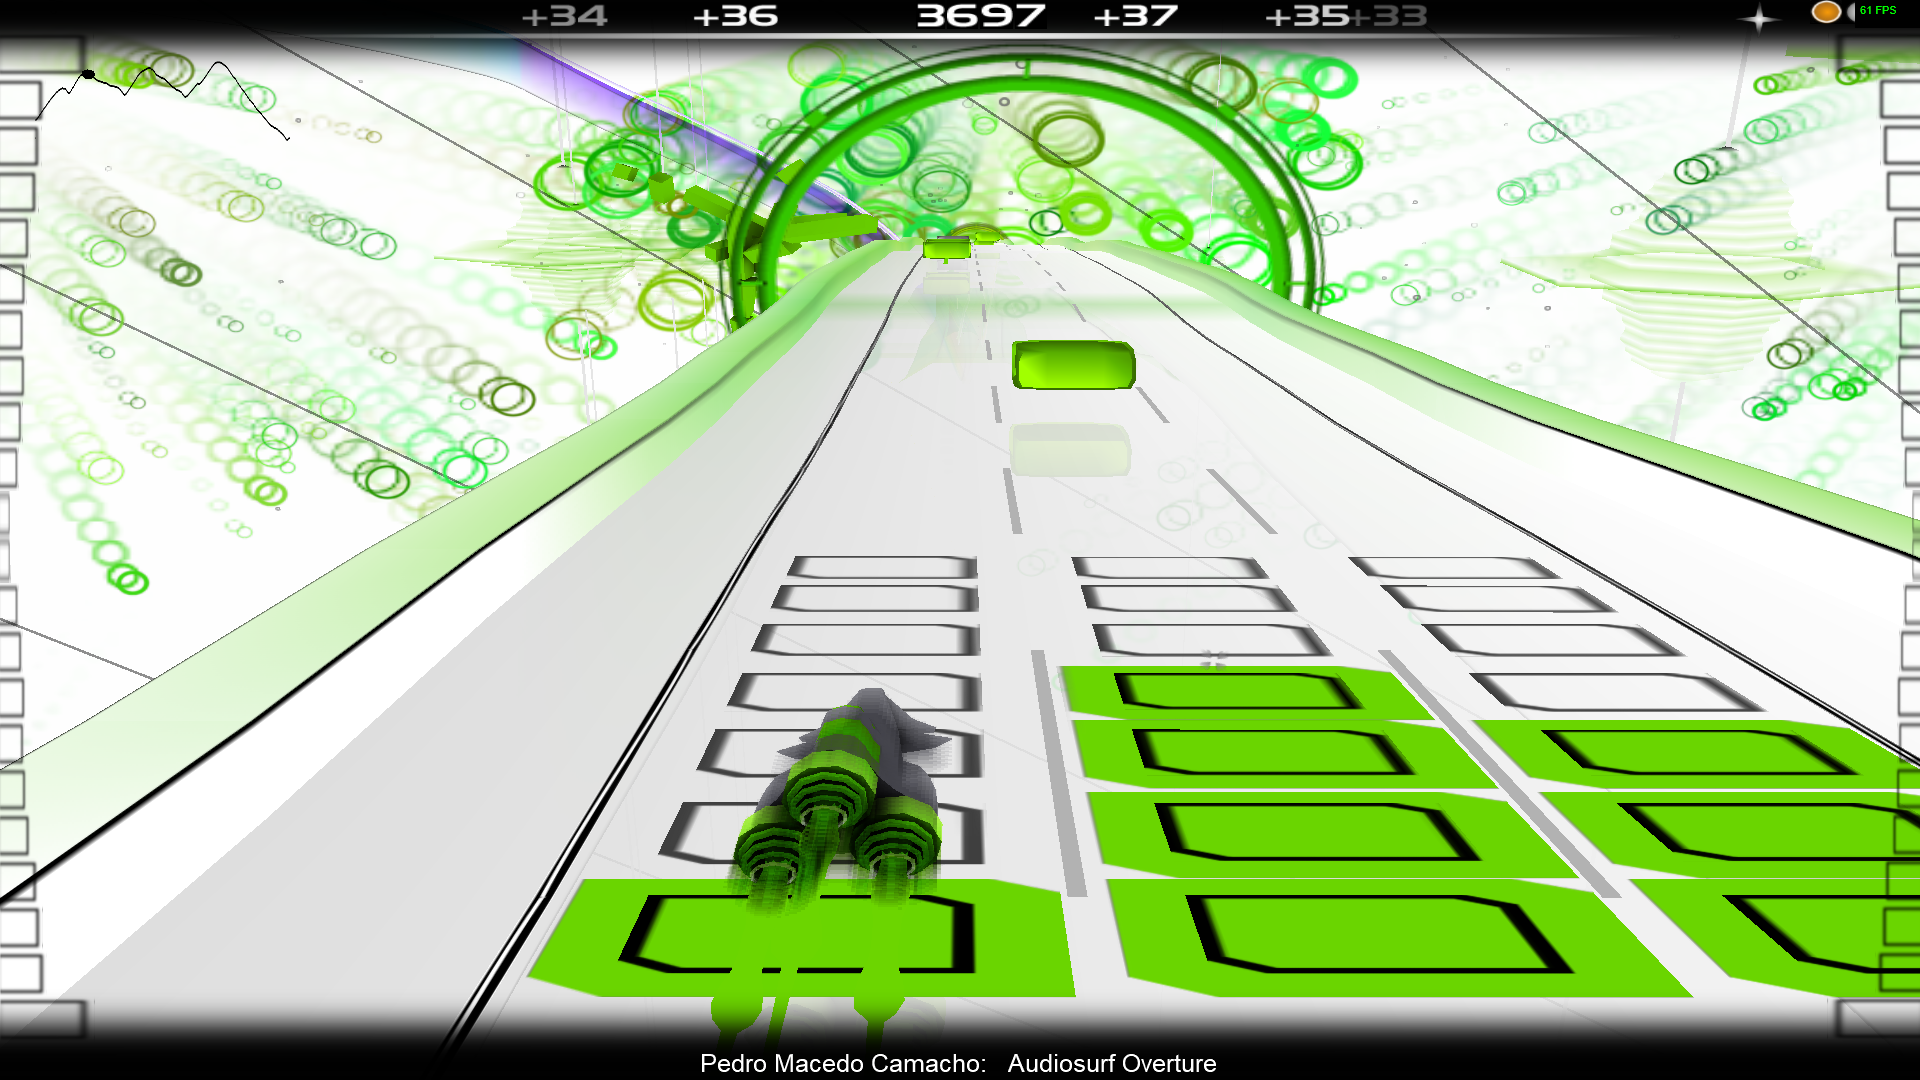 +34 +36 3697 +37 +35 +33
61 FPS
Pedro Macedo Camacho: Audiosurf Overture